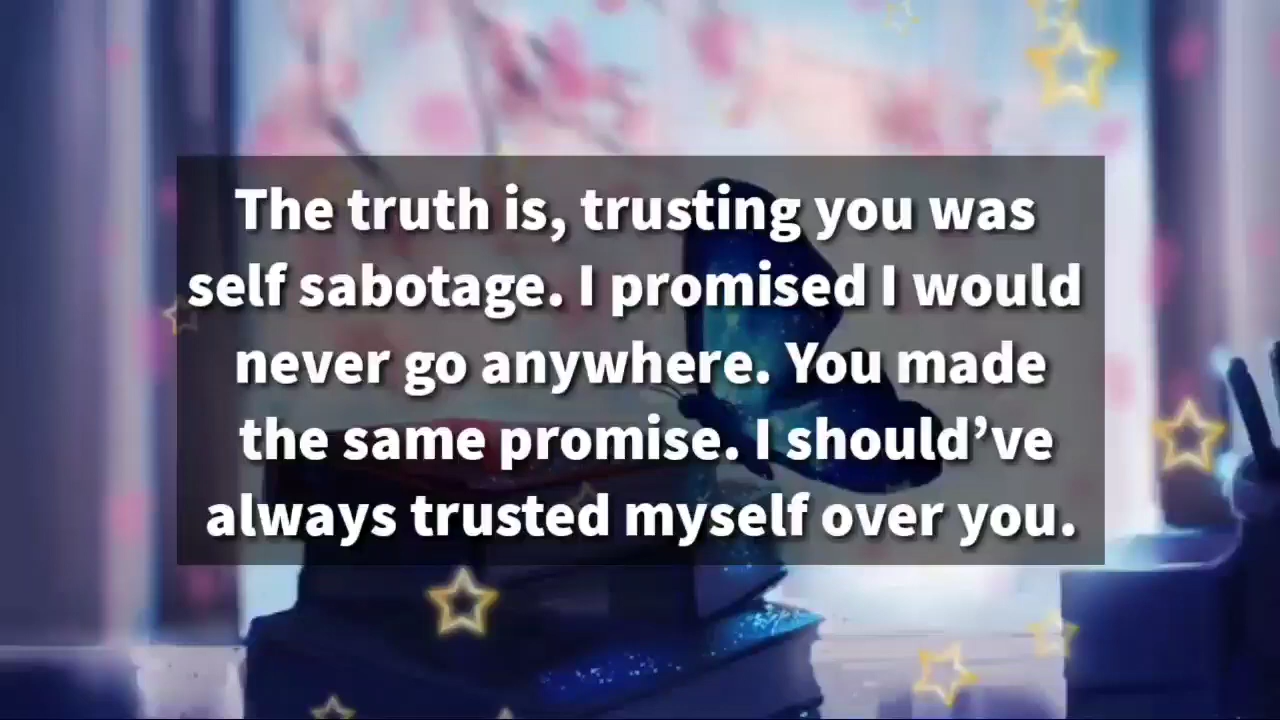 The truth is, trusting you was
self sabotage. I promised I would
never go anywhere. You made
the same promise. I should’ve
always trusted myself over you.